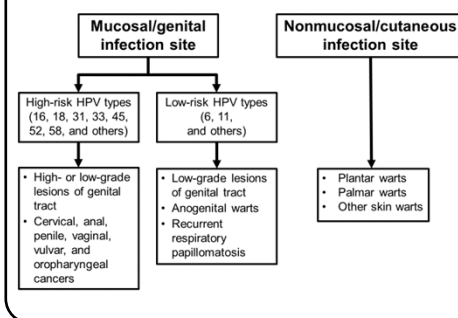 Mucosal/genital
infection site
Nonmucosal/cutaneous
infection site
High-risk HPV types
(16, 18, 31, 33, 45,
52, 58, and others)
Low-risk HPV types
(6, 11,
and others)
• High- or low-grade
lesions of genital
tract
• Cervical, anal,
penile, vaginal,
vulvar, and
oropharyngeal
cancers
• Low-grade lesions
of genital tract
• Anogenital warts
• Recurrent
respiratory
papillomatosis
• Plantar warts
• Palmar warts
• Other skin warts